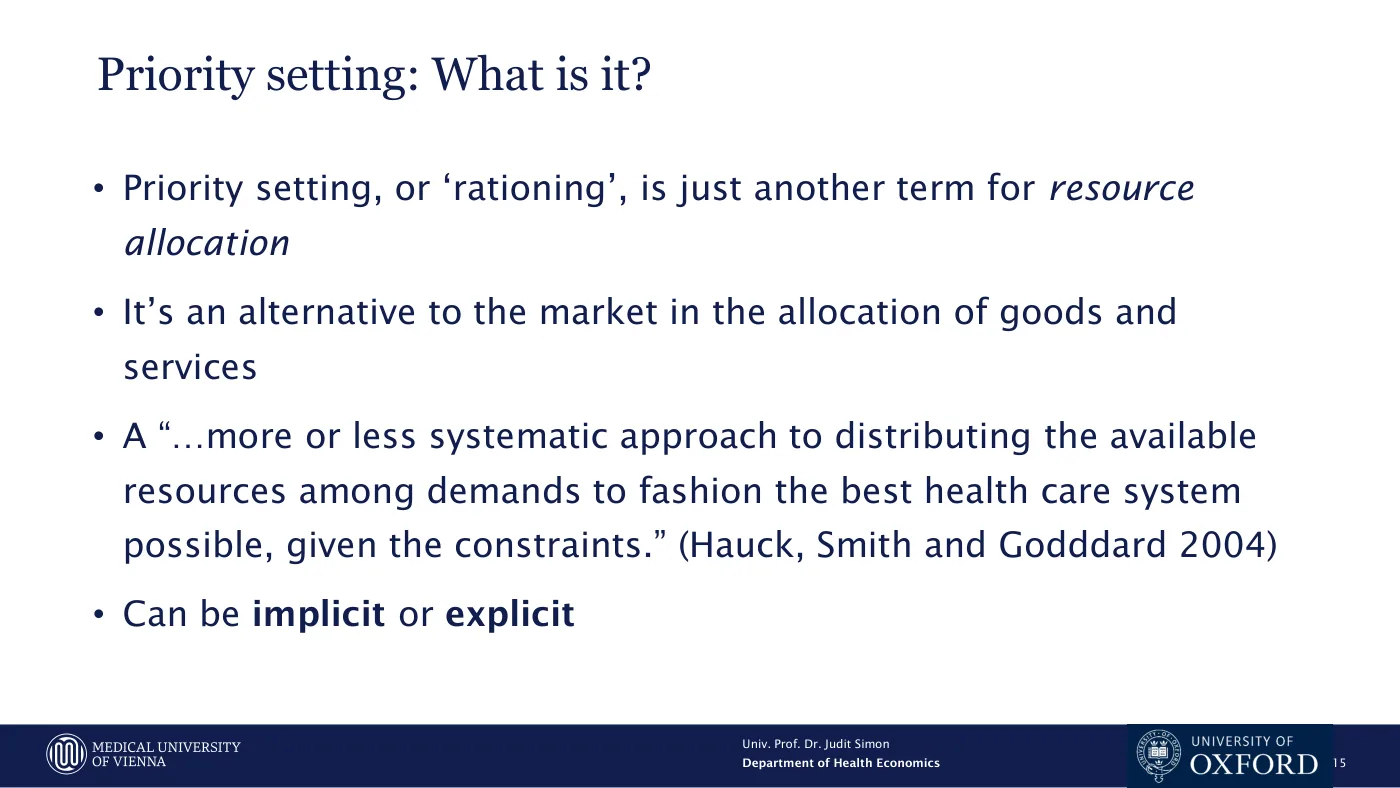 Priority setting: What is it?
• Priority setting, or ‘rationing’, is just another term for resource
allocation
• It’s an alternative to the market in the allocation of goods and
services
• A “…more or less systematic approach to distributing the available
resources among demands to fashion the best health care system
possible, given the constraints.” (Hauck, Smith and Godddard 2004)
• Can be implicit or explicit
MEDICAL UNIVERSITY
OF VIENNA
Univ. Prof. Dr. Judit Simon
Department of Health Economics
UNIVERSITY OF
OXFORD
15